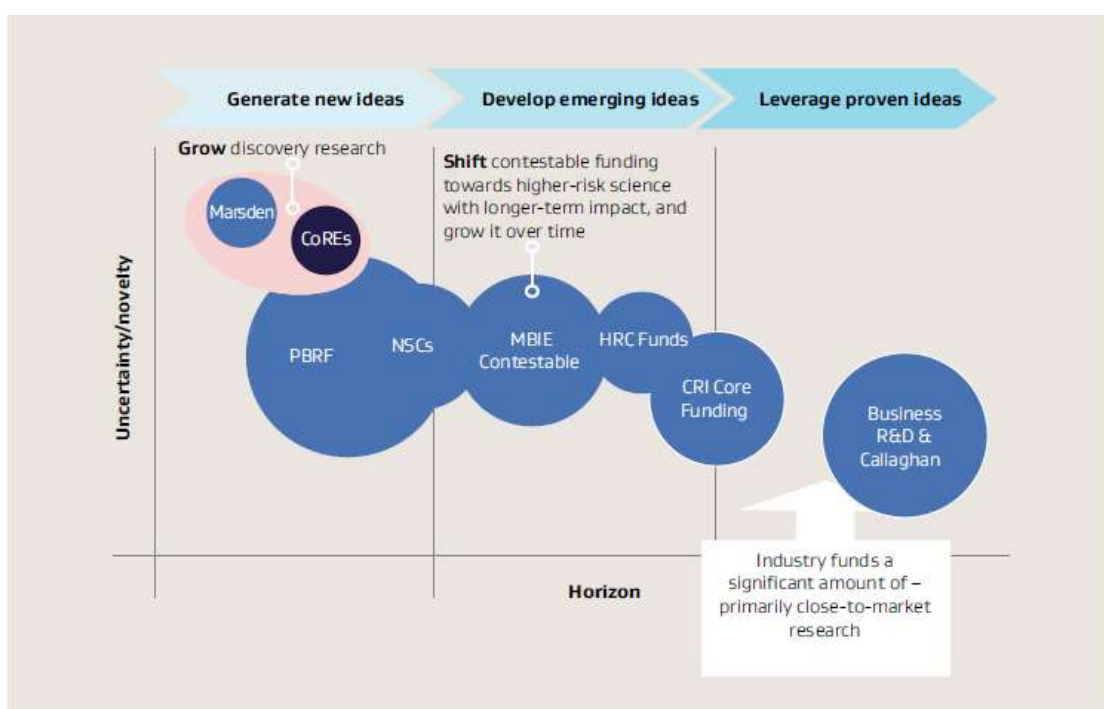 Generate new ideas
Develop emerging ideas
Leverage proven ideas
Grow discovery research
Shift contestable funding
towards higher-risk science
with longer-term impact, and
grow it over time
Marsden
CoREs
Uncertainty/novelty
PBRF
NSCs
MBIE
Contestable
HRC Funds
CRI Core
Funding
Business
R&D &
Callaghan
Industry funds a
significant amount of –
primarily close-to-market
research
Horizon